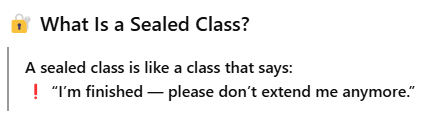 🔐 What Is a Sealed Class?
A sealed class is like a class that says:
❗ “I’m finished — please don’t extend me anymore.”